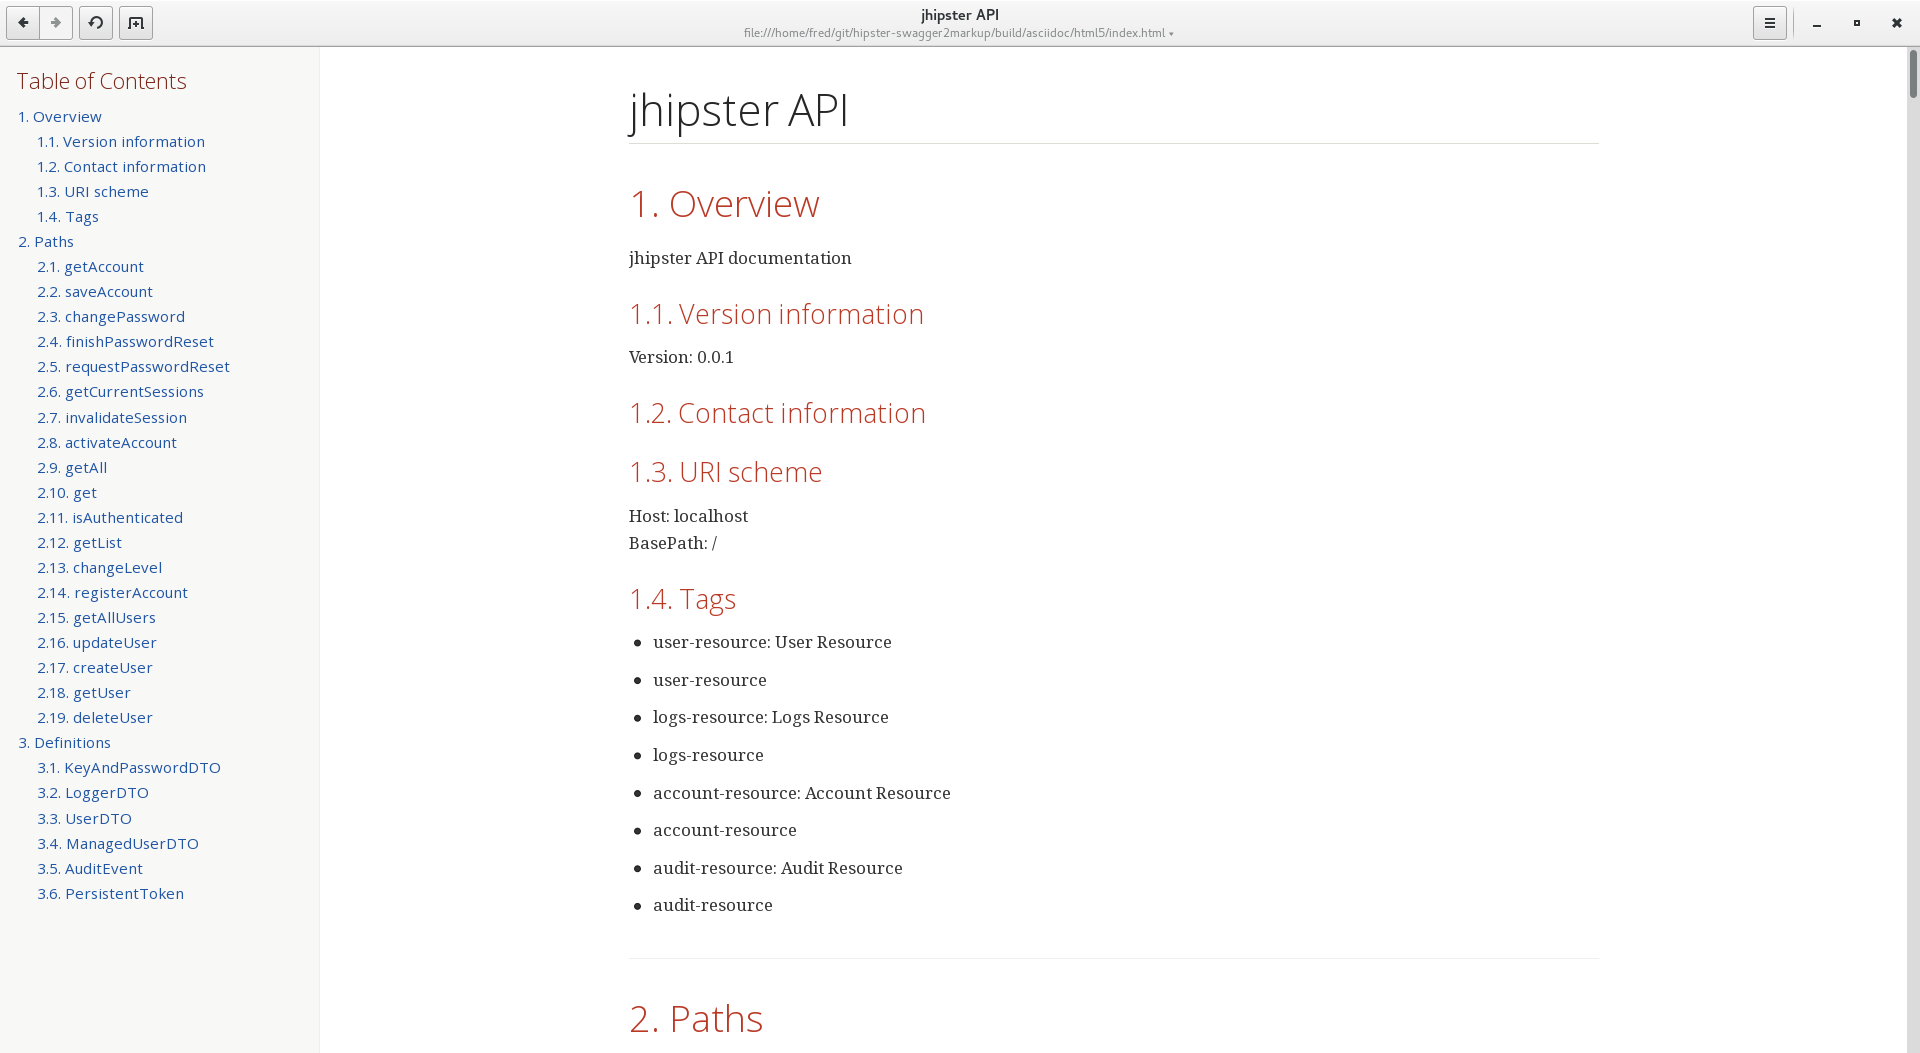 jhipster API
file:///home/fred/git/hipster-swagger2markup/build/asciidoc/html5/index.html
Table of Contents
1. Overview
1.1. Version information
1.2. Contact information
1.3. URI scheme
1.4. Tags
2. Paths
2.1. getAccount
2.2. saveAccount
2.3. changePassword
2.4. finishPasswordReset
2.5. requestPasswordReset
2.6. getCurrentSessions
2.7. invalidateSession
2.8. activateAccount
2.9. getAll
2.10. get
2.11. isAuthenticated
2.12. getList
2.13. changeLevel
2.14. registerAccount
2.15. getAllUsers
2.16. updateUser
2.17. createUser
2.18. getUser
2.19. deleteUser
3. Definitions
3.1. KeyAndPasswordDTO
3.2. LoggerDTO
3.3. UserDTO
3.4. ManagedUserDTO
3.5. AuditEvent
3.6. PersistentToken
jhipster API
1. Overview
jhipster API documentation
1.1. Version information
Version: 0.0.1
1.2. Contact information
1.3. URI scheme
Host: localhost
BasePath: /
1.4. Tags
• user-resource: User Resource
• user-resource
• logs-resource: Logs Resource
• logs-resource
• account-resource: Account Resource
• account-resource
• audit-resource: Audit Resource
• audit-resource
2. Paths